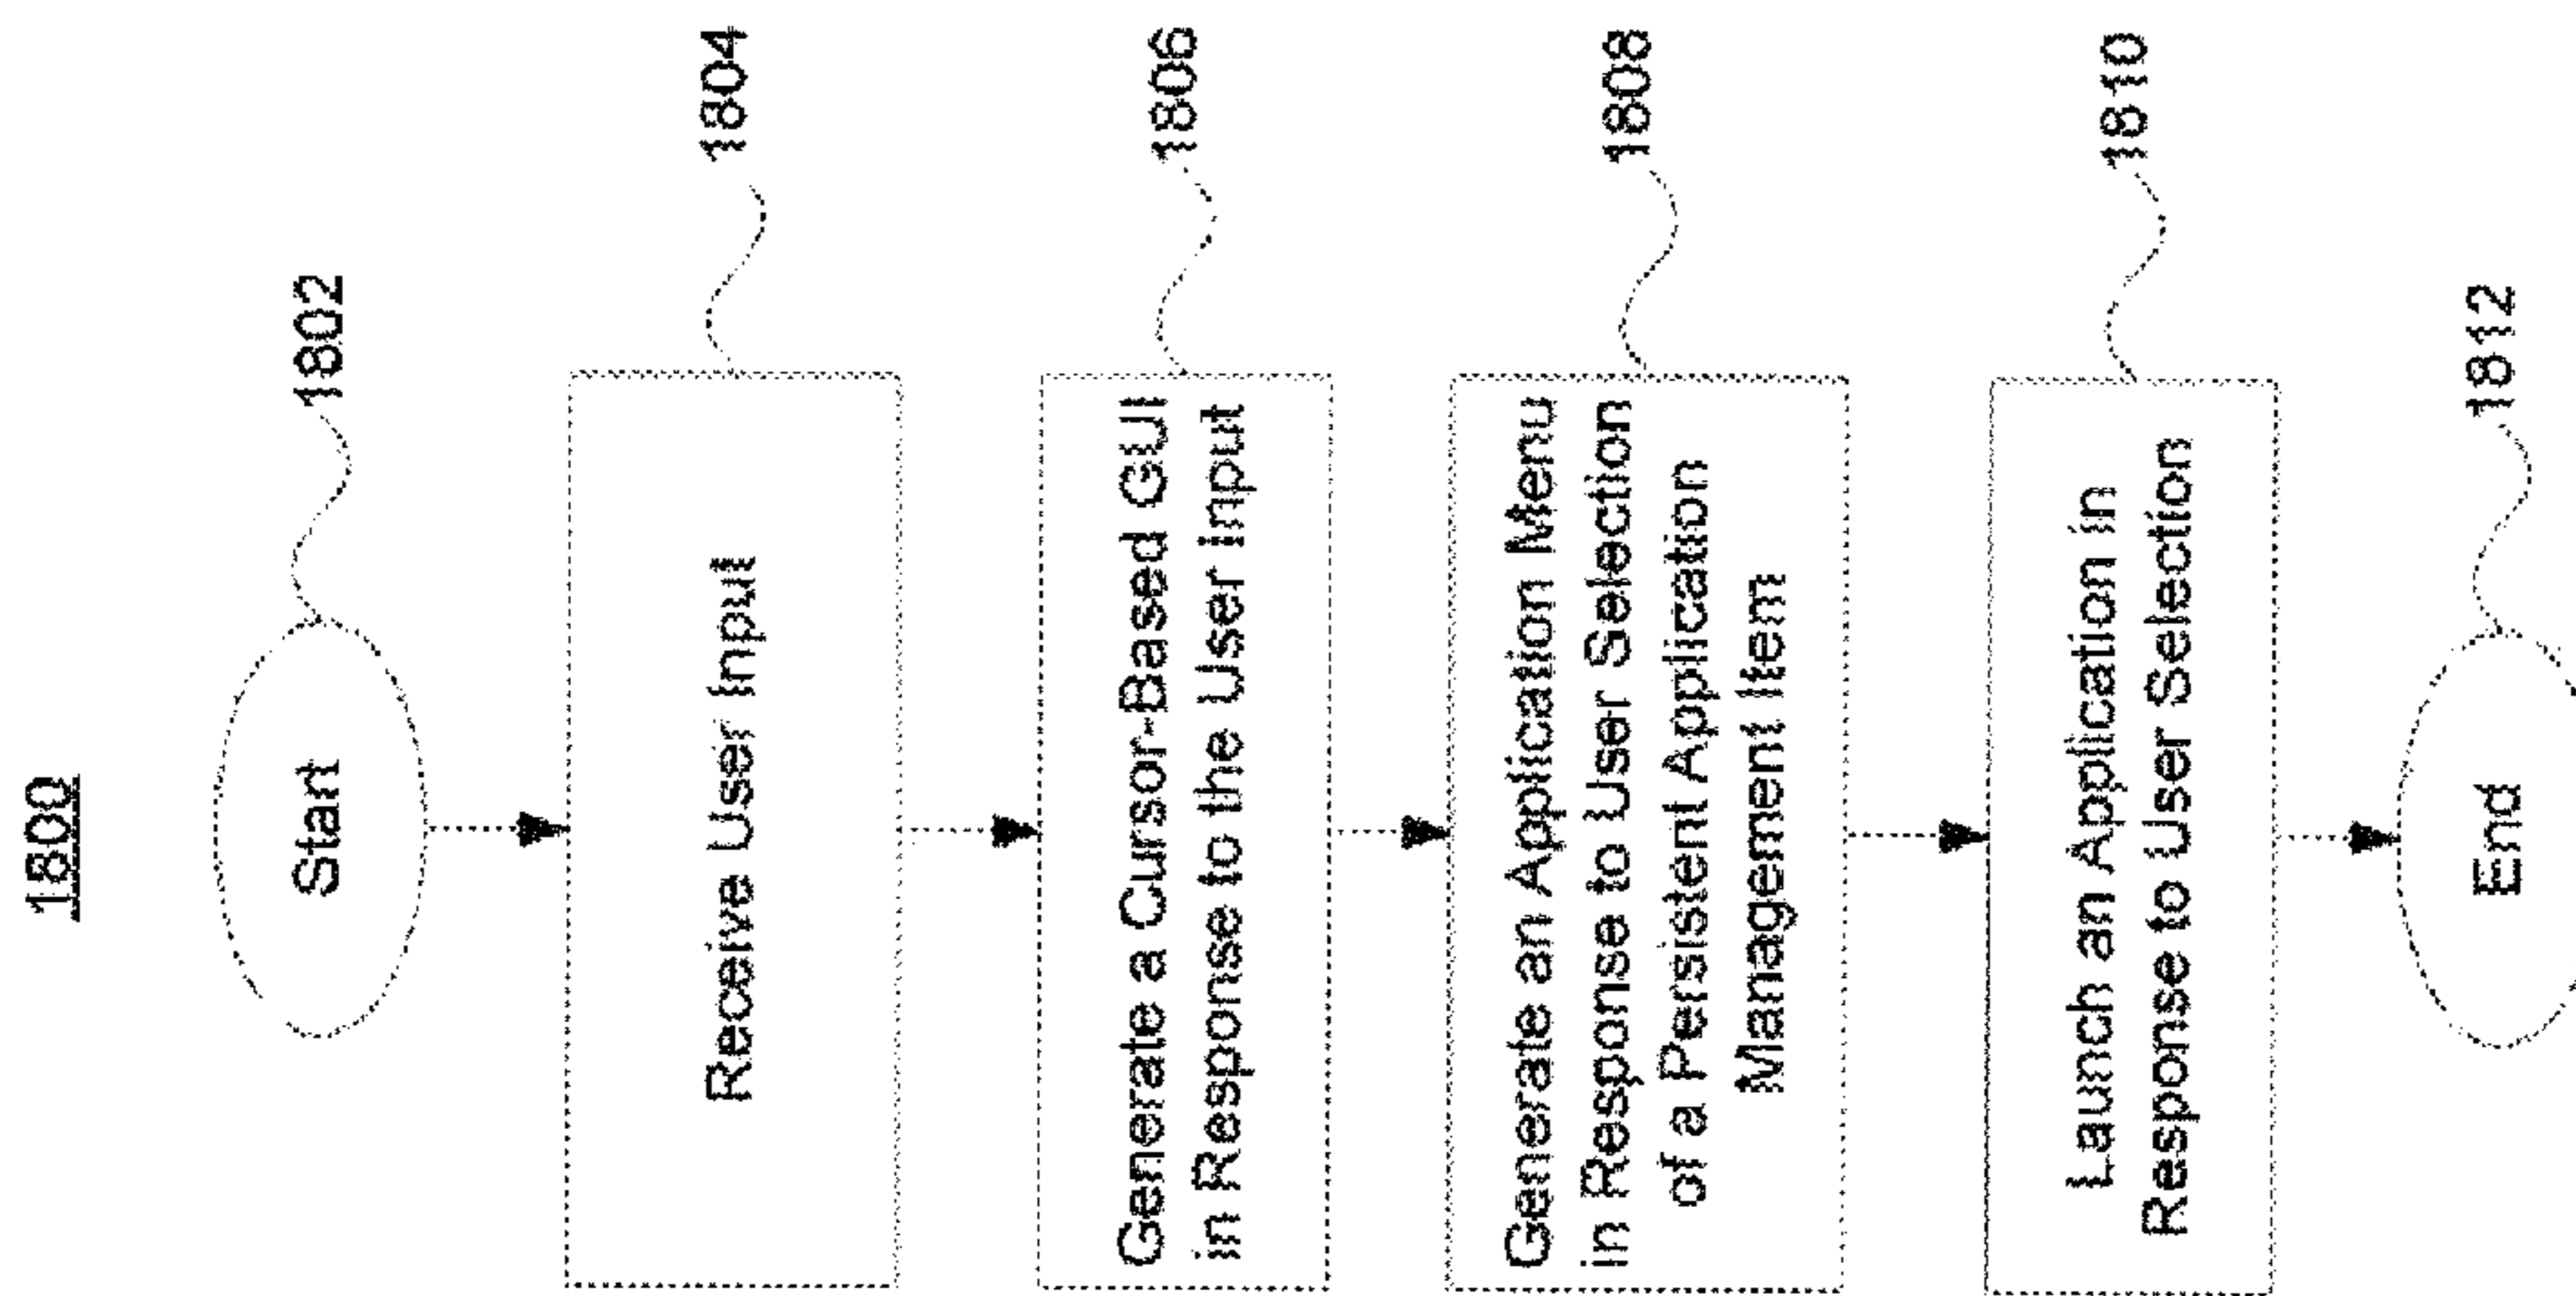 1800
Start
1802
Receive User Input
1804
Generate a Cursor-Based GUI
in Response to the User Input
1806
Generate an Application Menu
in Response to User Selection
of a Persistent Application
Management Item
1808
Launch an Application in
Response to User Selection
1810
End
1812